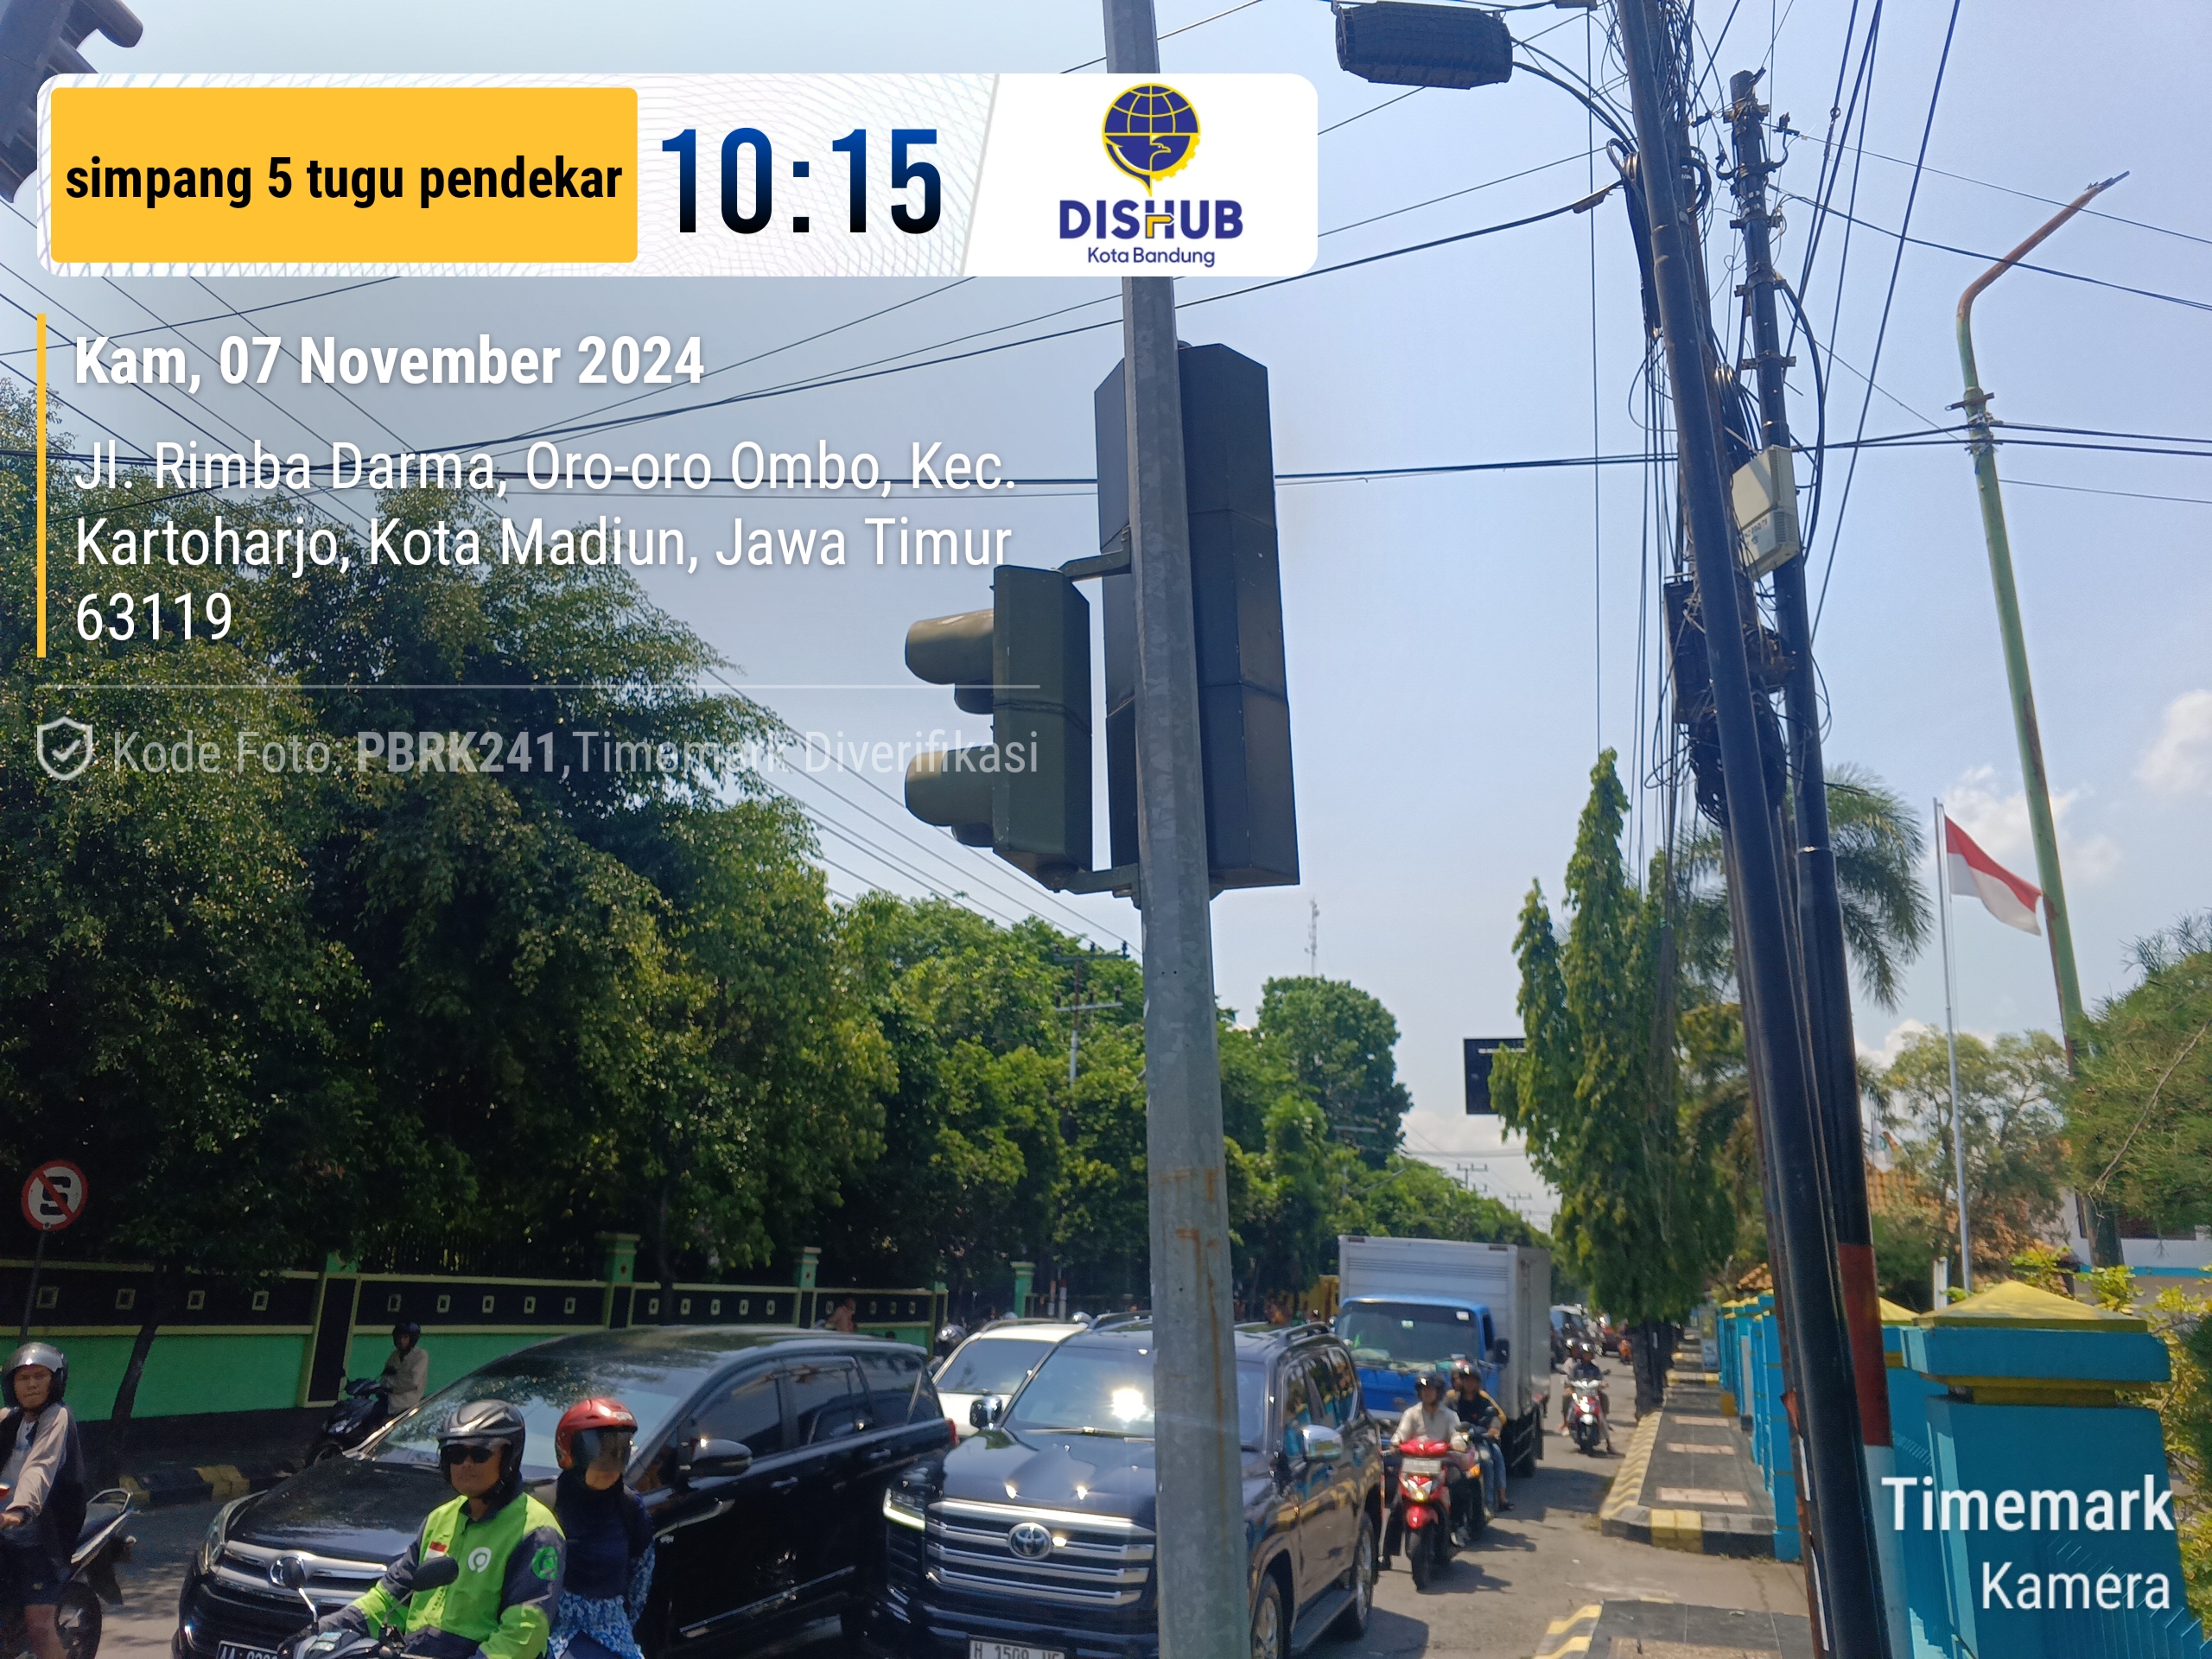 simpang 5 tugu pendekar
10:15
DISHUB
Kota Bandung
Kam, 07 November 2024
Jl. Rimba Darma, Oro-oro Ombo, Kec.
Kartoharjo, Kota Madiun, Jawa Timur
63119
Kode Foto: PBRK241,Timemark Diverifikasi
S
Timemark
Kamera